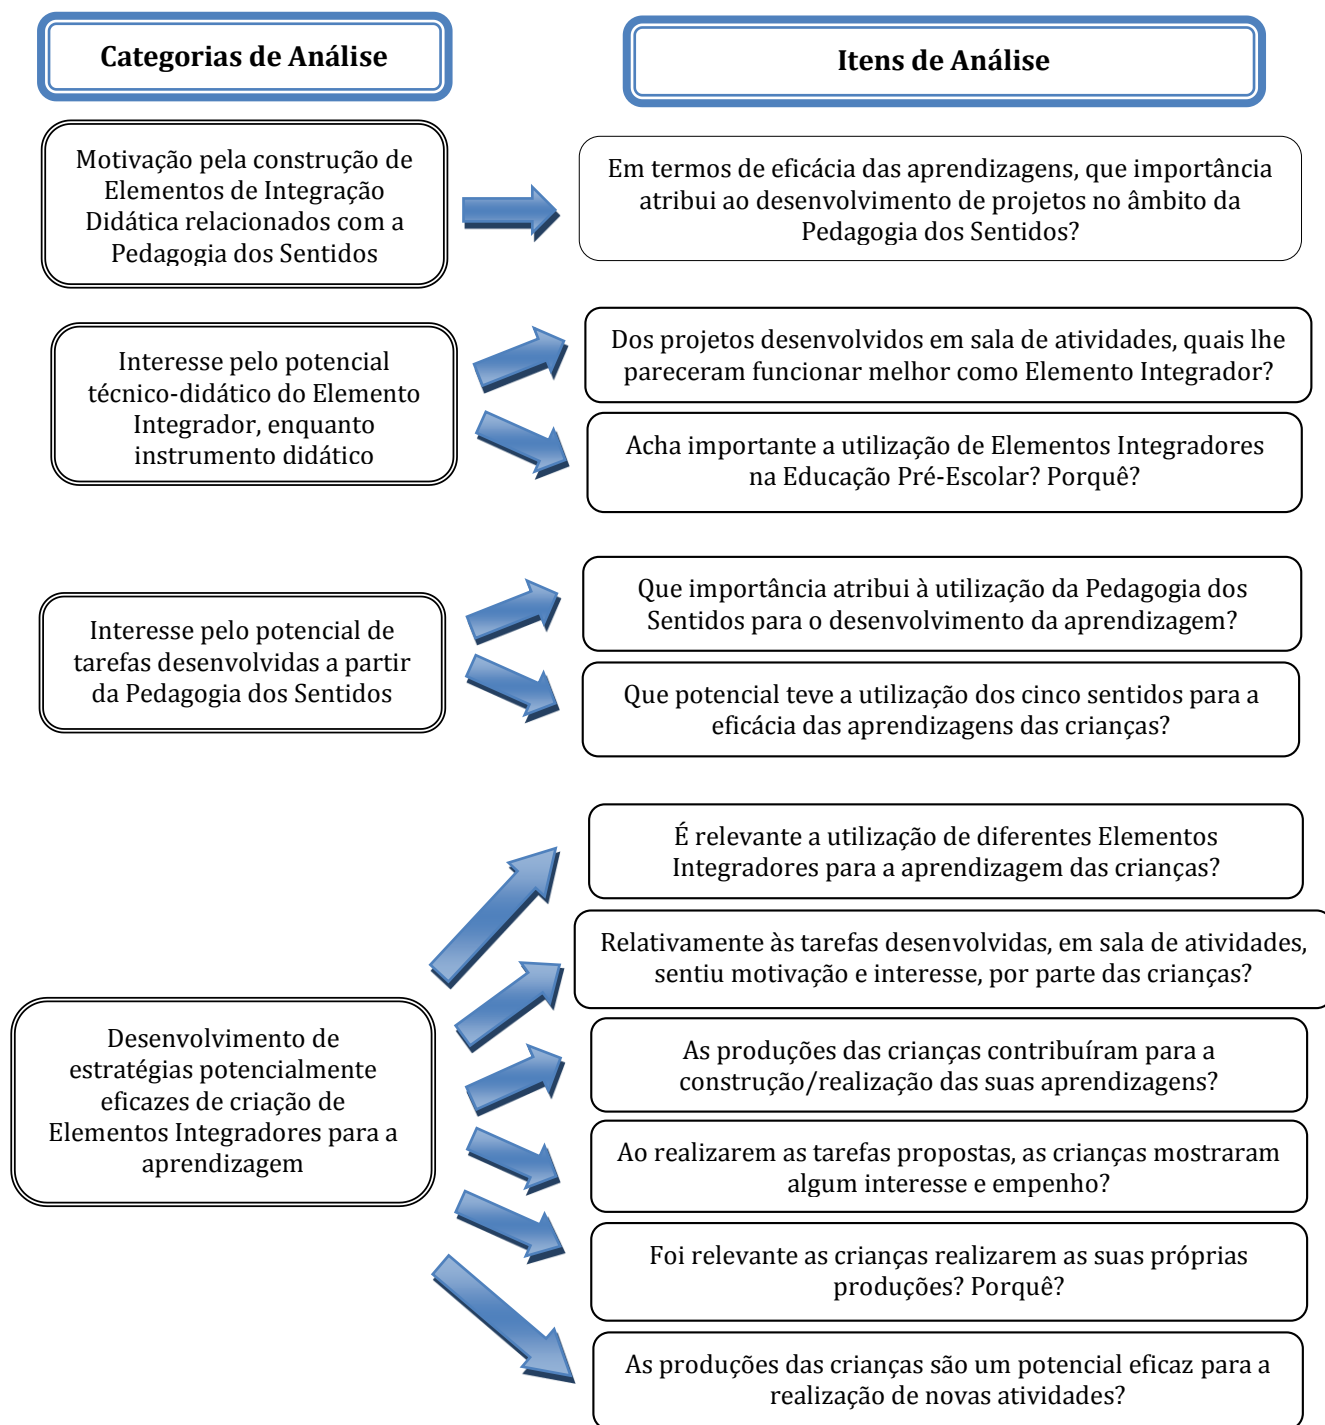 Categorias de Análise
Itens de Análise
Motivação pela construção de
Elementos de Integração
Didática relacionados com a
Pedagogia dos Sentidos
Em termos de eficácia das aprendizagens, que importância
atribui ao desenvolvimento de projetos no âmbito da
Pedagogia dos Sentidos?
Interesse pelo potencial
técnico-didático do Elemento
Integrador, enquanto
instrumento didático
Dos projetos desenvolvidos em sala de atividades, quais lhe
pareceram funcionar melhor como Elemento Integrador?
Acha importante a utilização de Elementos Integradores
na Educação Pré-Escolar? Porquê?
Interesse pelo potencial de
tarefas desenvolvidas a partir
da Pedagogia dos Sentidos
Que importância atribui à utilização da Pedagogia dos
Sentidos para o desenvolvimento da aprendizagem?
Que potencial teve a utilização dos cinco sentidos para a
eficácia das aprendizagens das crianças?
Desenvolvimento de
estratégias potencialmente
eficazes de criação de
Elementos Integradores para a
aprendizagem
É relevante a utilização de diferentes Elementos
Integradores para a aprendizagem das crianças?
Relativamente às tarefas desenvolvidas, em sala de atividades,
sentiu motivação e interesse, por parte das crianças?
As produções das crianças contribuíram para a
construção/realização das suas aprendizagens?
Ao realizarem as tarefas propostas, as crianças mostraram
algum interesse e empenho?
Foi relevante as crianças realizarem as suas próprias
produções? Porquê?
As produções das crianças são um potencial eficaz para a
realização de novas atividades?